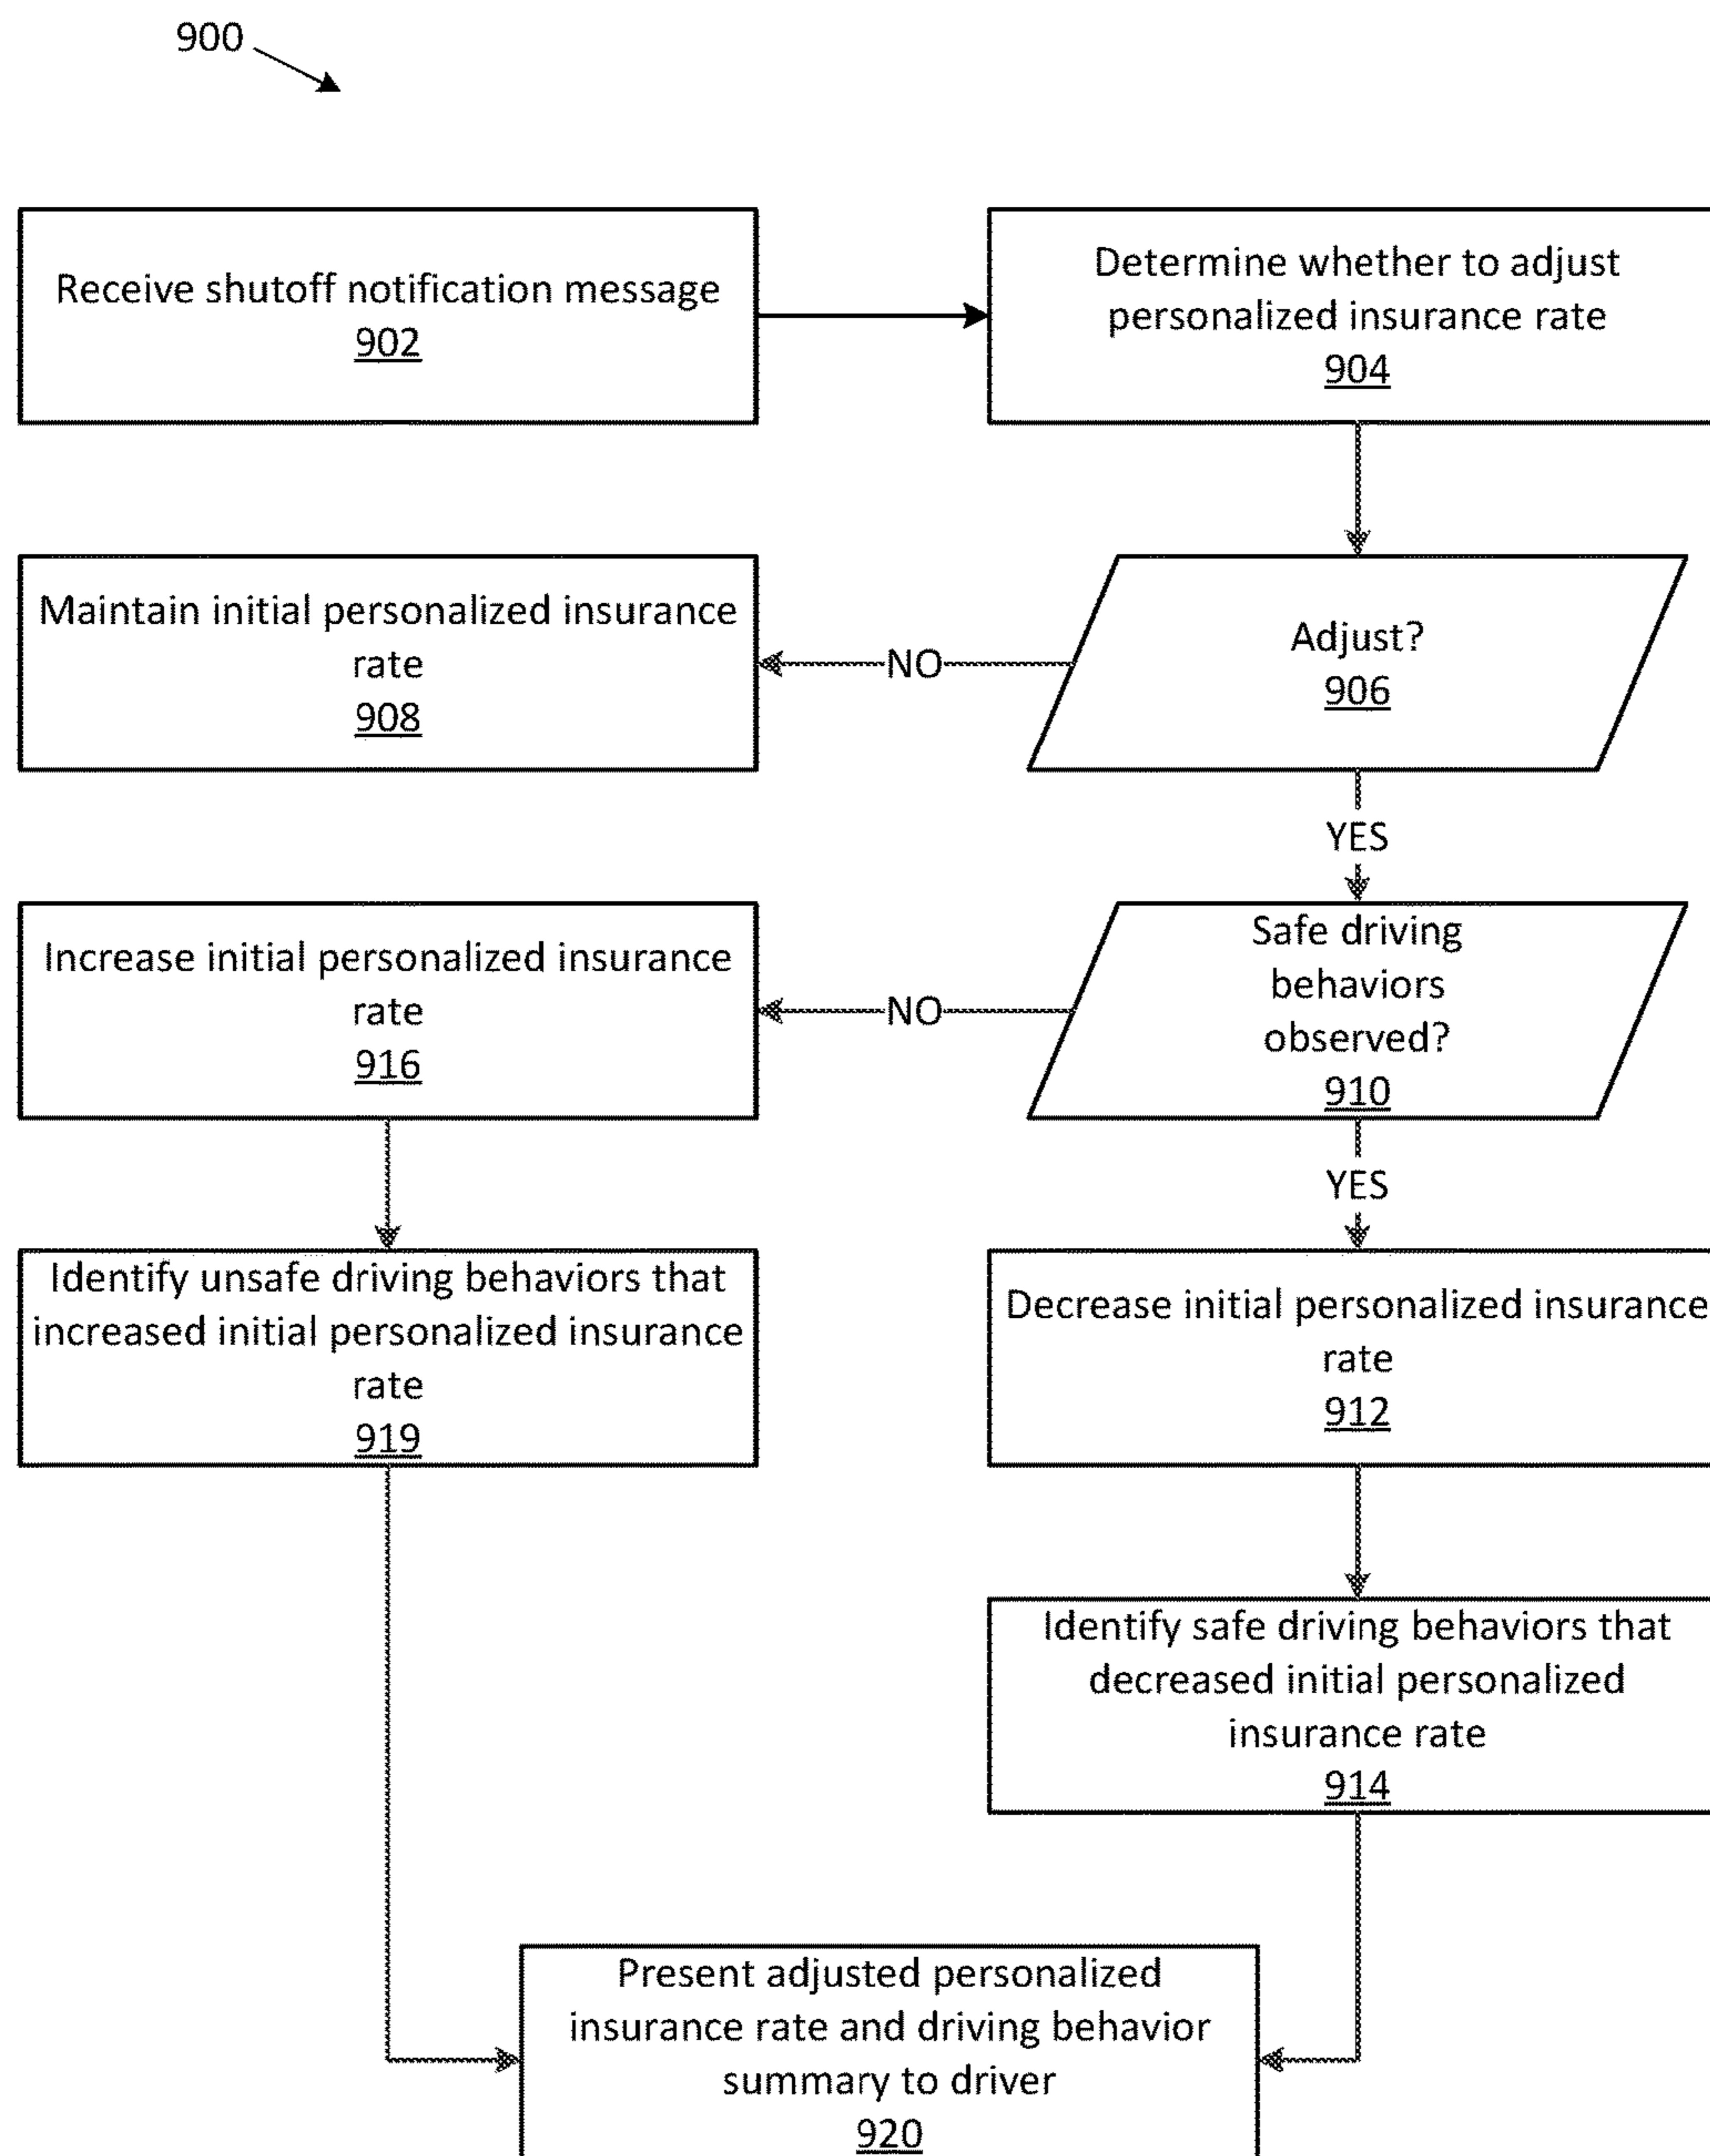 900
Receive shutoff notification message
902
Determine whether to adjust
personalized insurance rate
904
Maintain initial personalized insurance
rate
908
NO
Adjust?
906
YES
Increase initial personalized insurance
rate
916
NO
Safe driving
behaviors
observed?
910
YES
Identify unsafe driving behaviors that
increased initial personalized insurance
rate
919
Decrease initial personalized insurance
rate
912
Identify safe driving behaviors that
decreased initial personalized
insurance rate
914
Present adjusted personalized
insurance rate and driving behavior
summary to driver
920